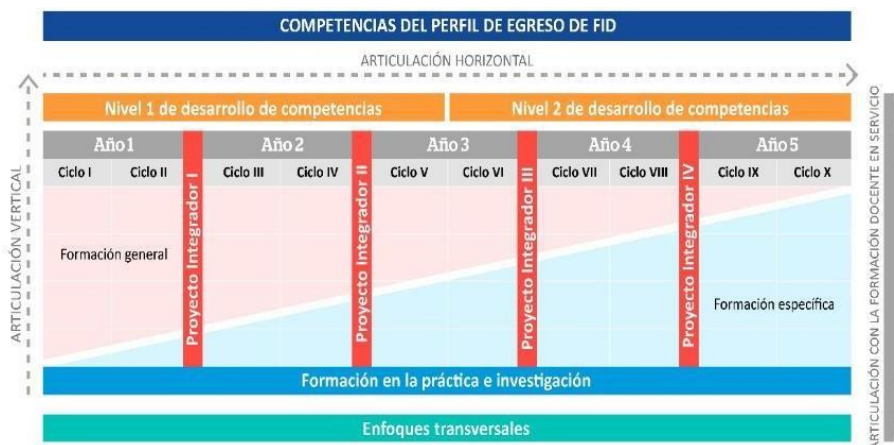 COMPETENCIAS DEL PERFIL DE EGRESO DE FID
ARTICULACIÓN HORIZONTAL
Nivel 1 de desarrollo de competencias
Nivel 2 de desarrollo de competencias
Año1
Año 2
Año 3
Año 4
Año 5
Ciclo I
Ciclo II
Ciclo III
Ciclo IV
Ciclo V
Ciclo VI
Ciclo VII
Ciclo VIII
Ciclo IX
Ciclo X
Proyecto Integrador I
Proyecto Integrador II
Proyecto Integrador III
Proyecto Integrador IV
Formación general
Formación específica
ARTICULACIÓN VERTICAL
ARTICULACIÓN CON LA FORMACIÓN DOCENTE EN SERVICIO
Formación en la práctica e investigación
Enfoques transversales